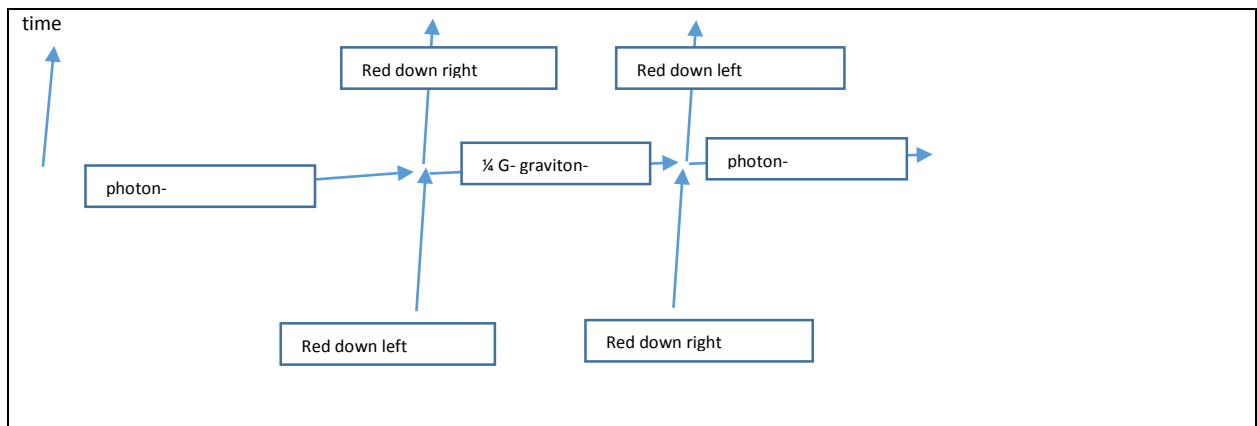 time
Red down right
Red down left
photon-
¼ G- graviton-
photon-
Red down left
Red down right